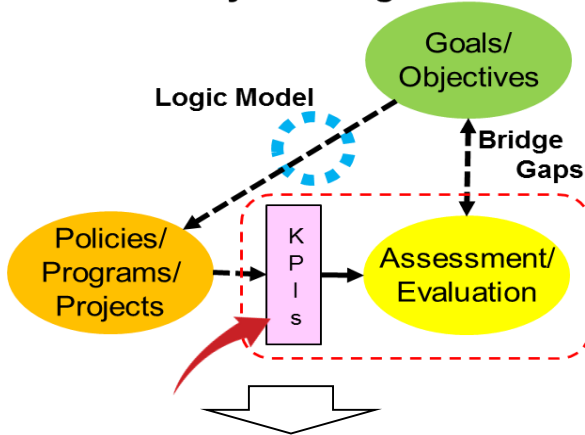 Goals/
Objectives
Logic Model
Bridge
Gaps
Policies/
Programs/
Projects
K
P
I
s
Assessment/
Evaluation